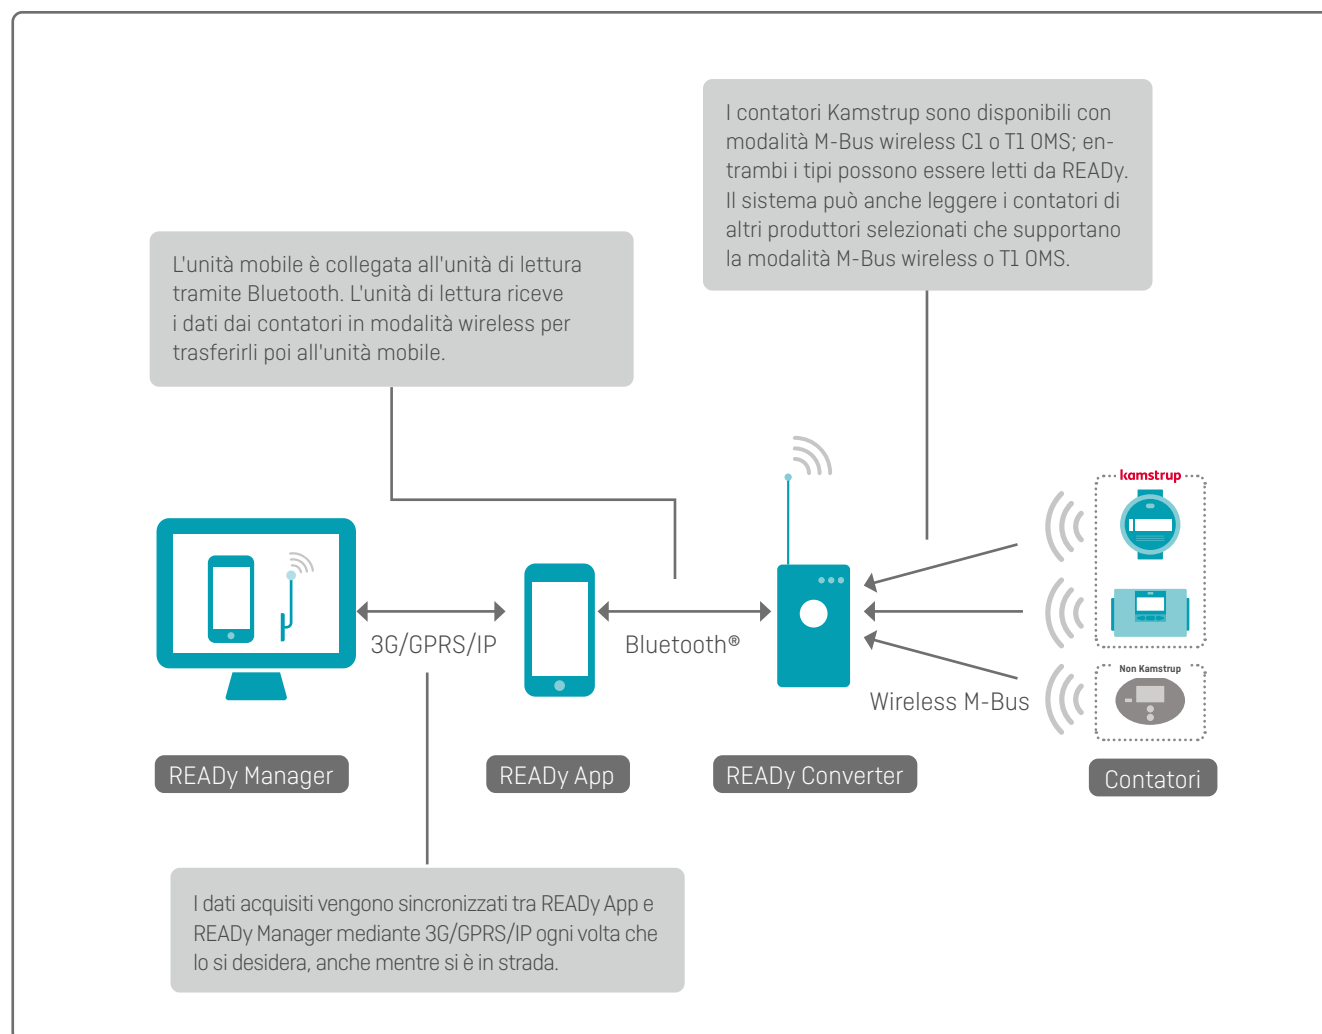 I contatori Kamstrup sono disponibili con
modalità M-Bus wireless C1 o T1 OMS; en-
trambi i tipi possono essere letti da READy.
Il sistema può anche leggere i contatori di
altri produttori selezionati che supportano
la modalità M-Bus wireless o T1 OMS.
L'unità mobile è collegata all'unità di lettura
tramite Bluetooth. L'unità di lettura riceve
i dati dai contatori in modalità wireless per
trasferirli poi all'unità mobile.
kamstrup
3G/GPRS/IP
Bluetooth®
Wireless M-Bus
Non Kamstrup
READy Manager
READy App
READy Converter
Contatori
I dati acquisiti vengono sincronizzati tra READy App e
READy Manager mediante 3G/GPRS/IP ogni volta che
lo si desidera, anche mentre si è in strada.